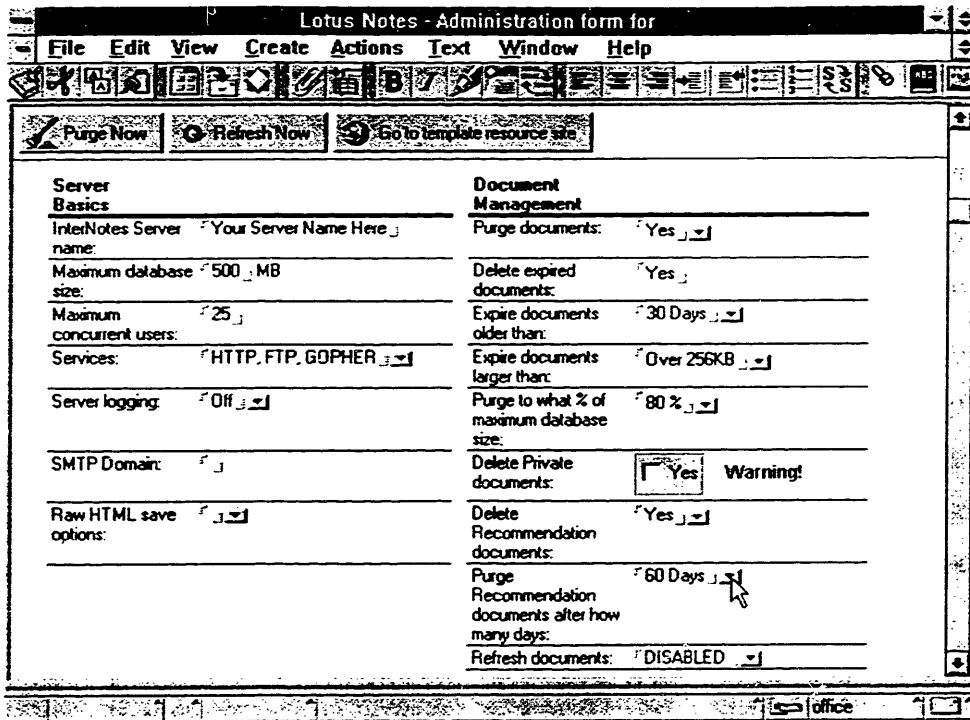 Lotus Notes - Administration form for
File Edit View Create Actions Text Window Help
Purge Now Refresh Now Go to template resource site
Server
Basics
InterNotes Server
name:
Your Server Name Here
Maximum database
size:
500 MB
Maximum
concurrent users:
25
Services:
HTTP, FTP, GOPHER
Server logging:
Off
SMTP Domain:
Raw HTML save
options:
Document
Management
Purge documents:
Yes
Delete expired
documents:
Yes
Expire documents
older than:
30 Days
Expire documents
larger than:
Over 256KB
Purge to what % of
maximum database
size:
80 %
Delete Private
documents:
Yes Warning!
Delete
Recommendation
documents:
Yes
Purge
Recommendation
documents after how
many days:
60 Days
Refresh documents:
DISABLED
office